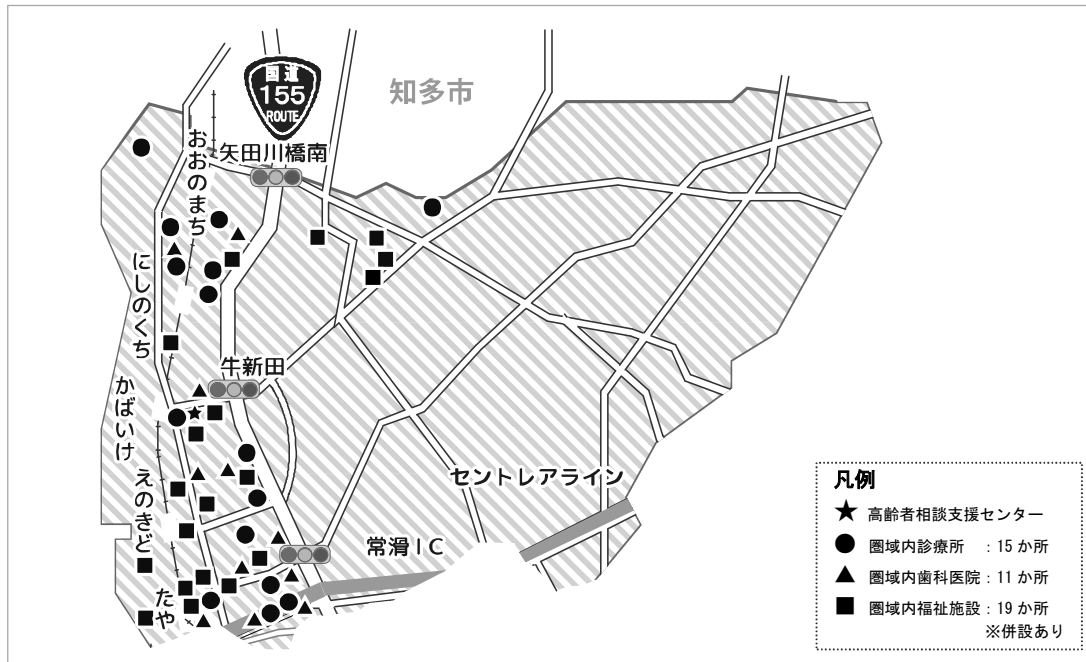 国道
155
ROUTE
知多市
矢田川橋南
おおのまち
にしのくち
牛新田
かばいけ
えのきど
セントレアライン
常滑IC
たや
凡例
★ 高齢者相談支援センター
● 圏域内診療所 : 15か所
▲ 圏域内歯科医院 : 11か所
■ 圏域内福祉施設 : 19か所
※併設あり